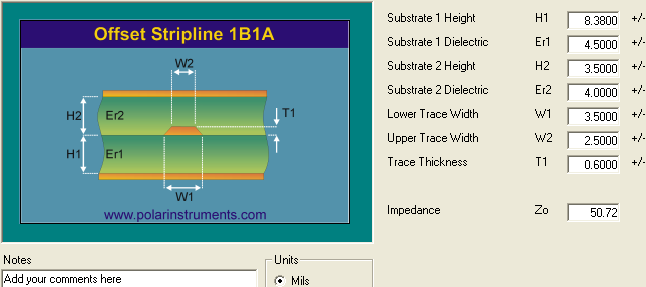 Offset Stripline 1B1A
W2
T1
H2 Er2
H1 Er1
W1
www.polarinstruments.com
Substrate 1 Height H1 8.3800 +/-
Substrate 1 Dielectric Er1 4.5000 +/-
Substrate 2 Height H2 3.5000 +/-
Substrate 2 Dielectric Er2 4.0000 +/-
Lower Trace Width W1 3.5000 +/-
Upper Trace Width W2 2.5000 +/-
Trace Thickness T1 0.6000 +/-
Impedance Zo 50.72
Notes
Add your comments here
Units
Mils